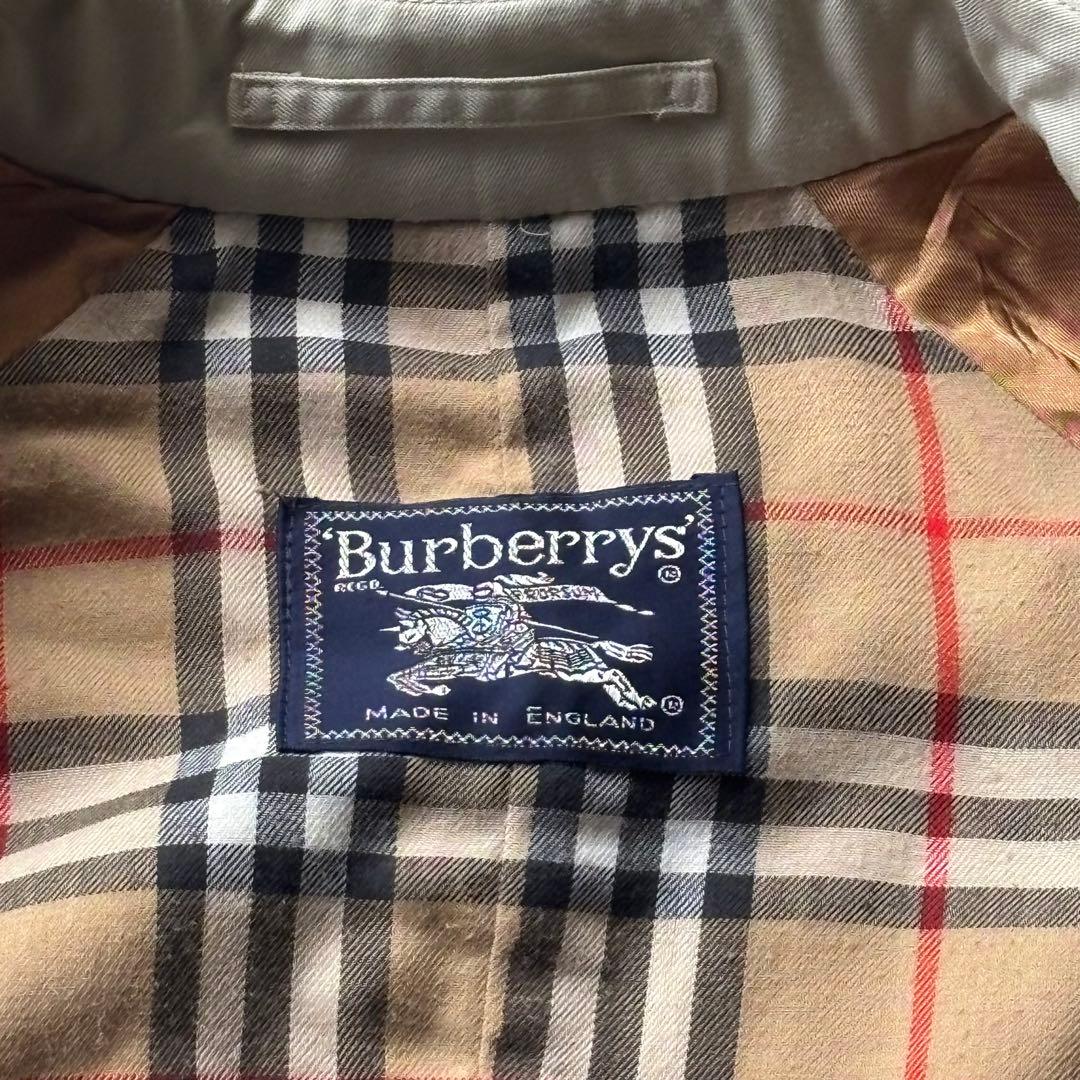 'Burberrys'
REGD. ®
PRORSUM
®
MADE IN ENGLAND